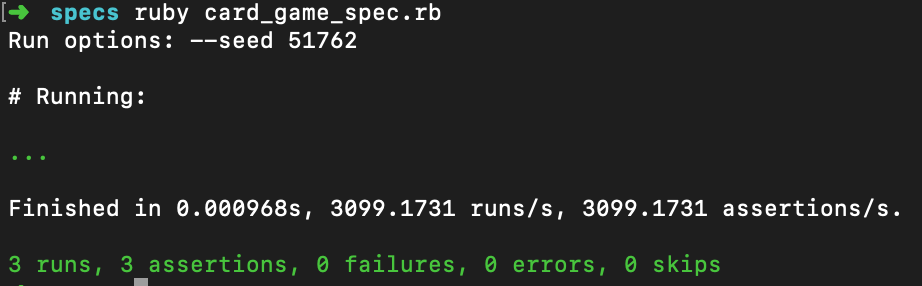 ➜ specs ruby card_game_spec.rb
Run options: --seed 51762
# Running:
...
Finished in 0.000968s, 3099.1731 runs/s, 3099.1731 assertions/s.
3 runs, 3 assertions, 0 failures, 0 errors, 0 skips